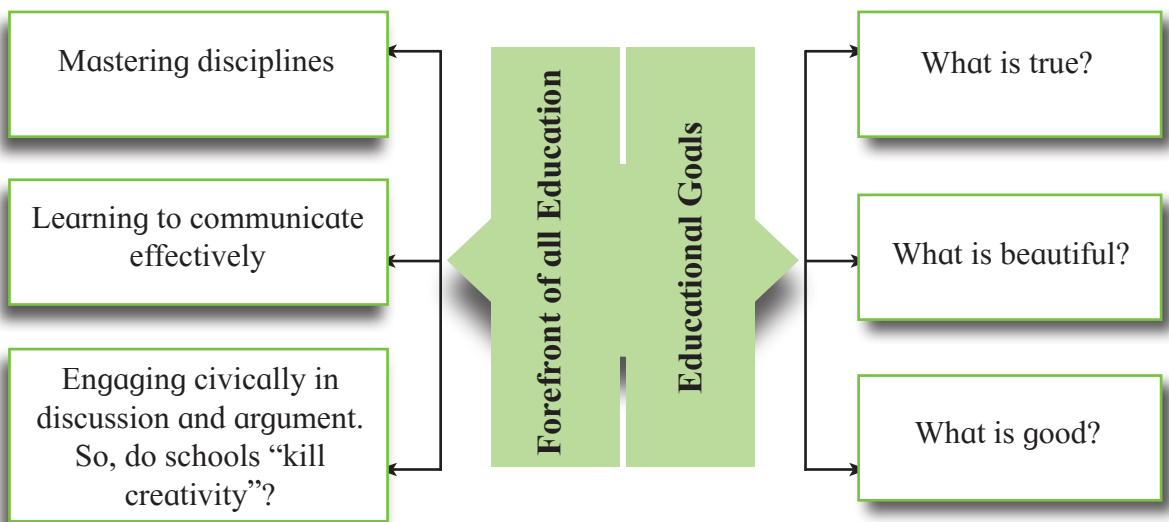 Mastering disciplines
Learning to communicate
effectively
Engaging civically in
discussion and argument.
So, do schools “kill
creativity”?
Forefront of all Education
Educational Goals
What is true?
What is beautiful?
What is good?